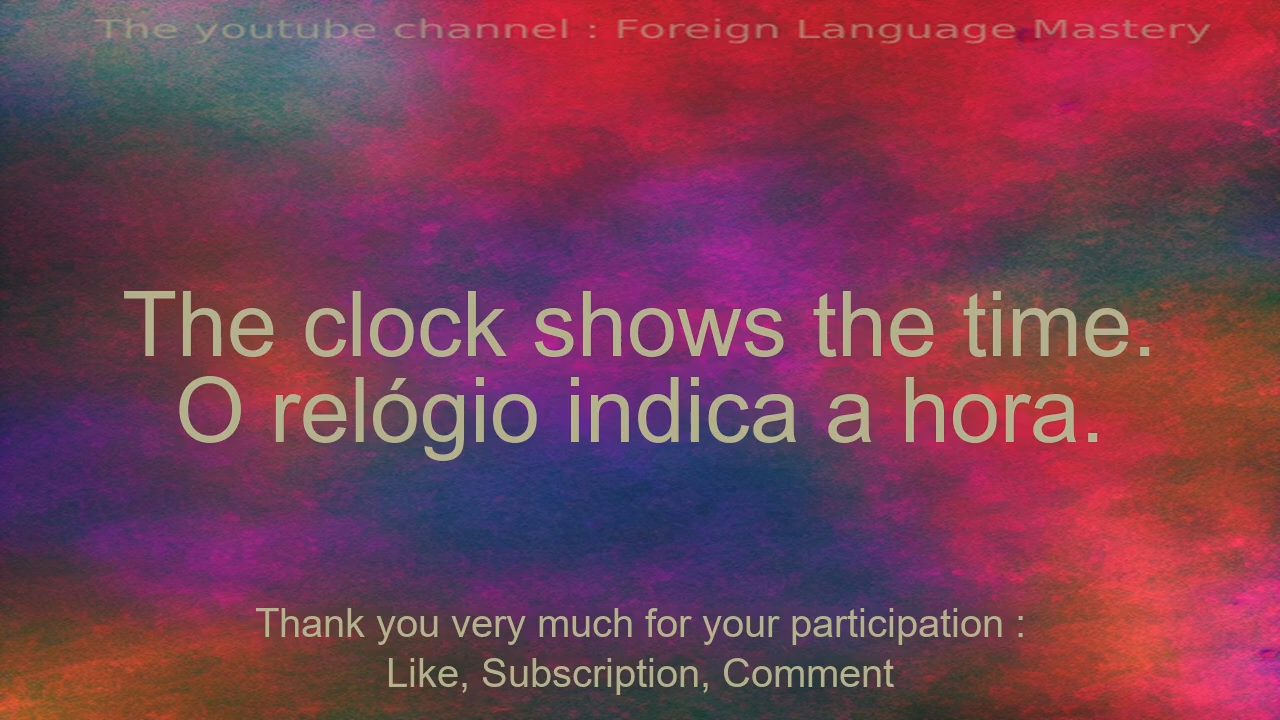 The youtube channel : Foreign Language Mastery
The clock shows the time.
O relógio indica a hora.
Thank you very much for your participation :
Like, Subscription, Comment